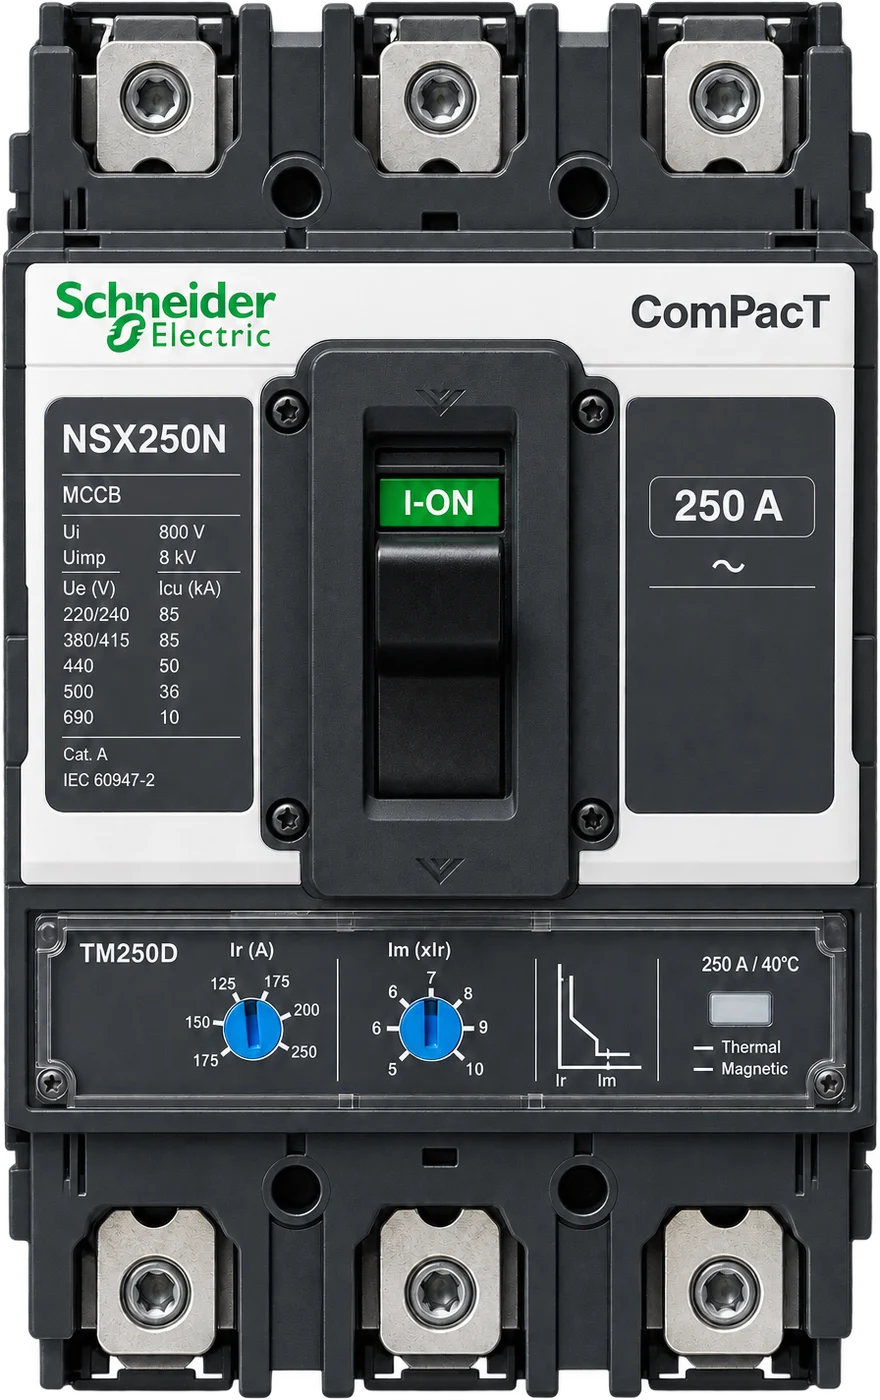 Schneider
Electric
ComPacT
NSX250N
MCCB
Ui 800 V
Uimp 8 kV
Ue (V) Icu (kA)
220/240 85
380/415 85
440 50
500 36
690 10
Cat. A
IEC 60947-2
I-ON
250 A
~
TM250D
Ir (A)
125 175
150 200
175 250
Im (xIr)
7
6 8
6 9
5 10
Ir Im
250 A / 40°C
Thermal
Magnetic